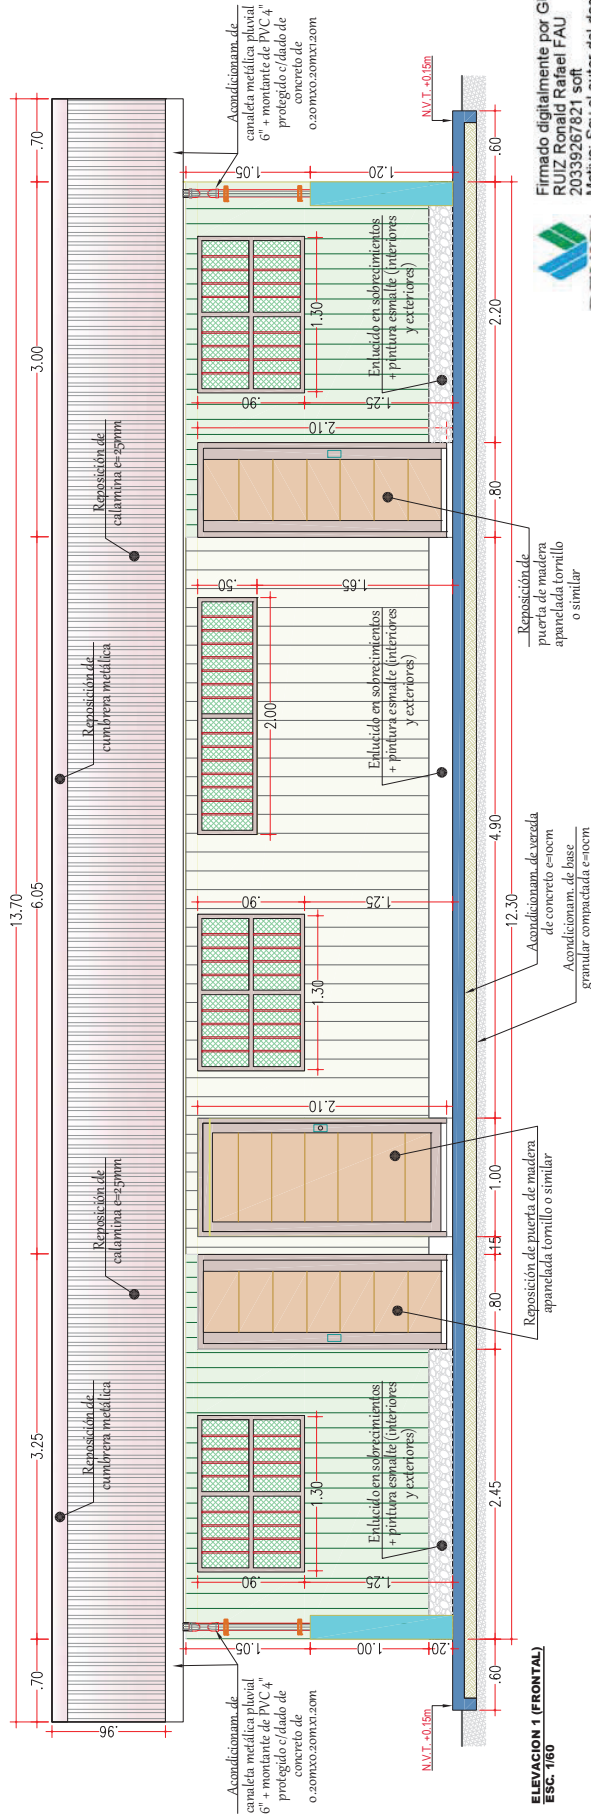 13.70
.70
3.25
6.05
3.00
.70
.96
Reposición de
cumbrera metálica
Reposición de
calamina e=25mm
Reposición de
cumbrera metálica
Reposición de
calamina e=25mm
Acondicionam. de
canaleta metálica pluvial
6" + montante de PVC 4"
protegido c/dado de
concreto de
0.20mx0.20mx1.20m
Acondicionam. de
canaleta metálica pluvial
6" + montante de PVC 4"
protegido c/dado de
concreto de
0.20mx0.20mx1.20m
1.05
1.00
.20
.90
1.25
1.30
2.10
.90
1.25
1.30
.50
1.65
2.00
2.10
.90
1.25
1.30
1.05
1.20
Enlucido en sobrecimientos
+ pintura esmalte (interiores
y exteriores)
Enlucido en sobrecimientos
+ pintura esmalte (interiores
y exteriores)
Enlucido en sobrecimientos
+ pintura esmalte (interiores
y exteriores)
N.V.T. +0.15m
N.V.T. +0.15m
.60
2.45
.80
.15
1.00
4.90
.80
2.20
.60
12.30
Reposición de puerta de madera
apanelada tornillo o similar
Acondicionam. de vereda
de concreto e=10cm
Acondicionam. de base
granular compactada e=10cm
Reposición de
puerta de madera
apanelada tornillo
o similar
ELEVACION 1 (FRONTAL)
ESC. 1/60
Firmado digitalmente por
RUIZ Ronald Rafael FAU
20339267821 soft